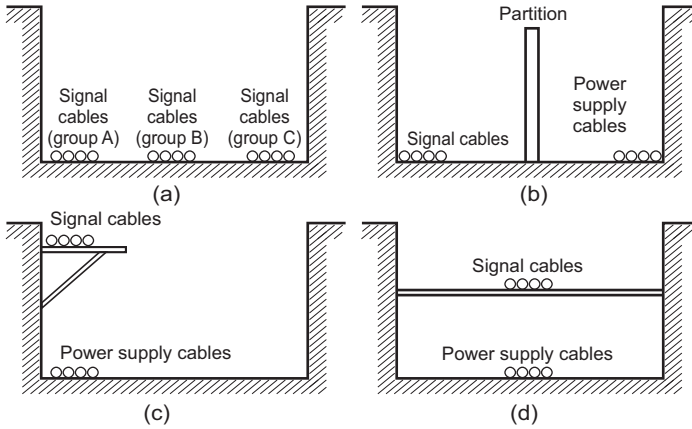 Signal
cables
(group A)
Signal
cables
(group B)
Signal
cables
(group C)
(a)
Partition
Power
supply
cables
Signal cables
(b)
Signal cables
Power supply cables
(c)
Signal cables
Power supply cables
(d)